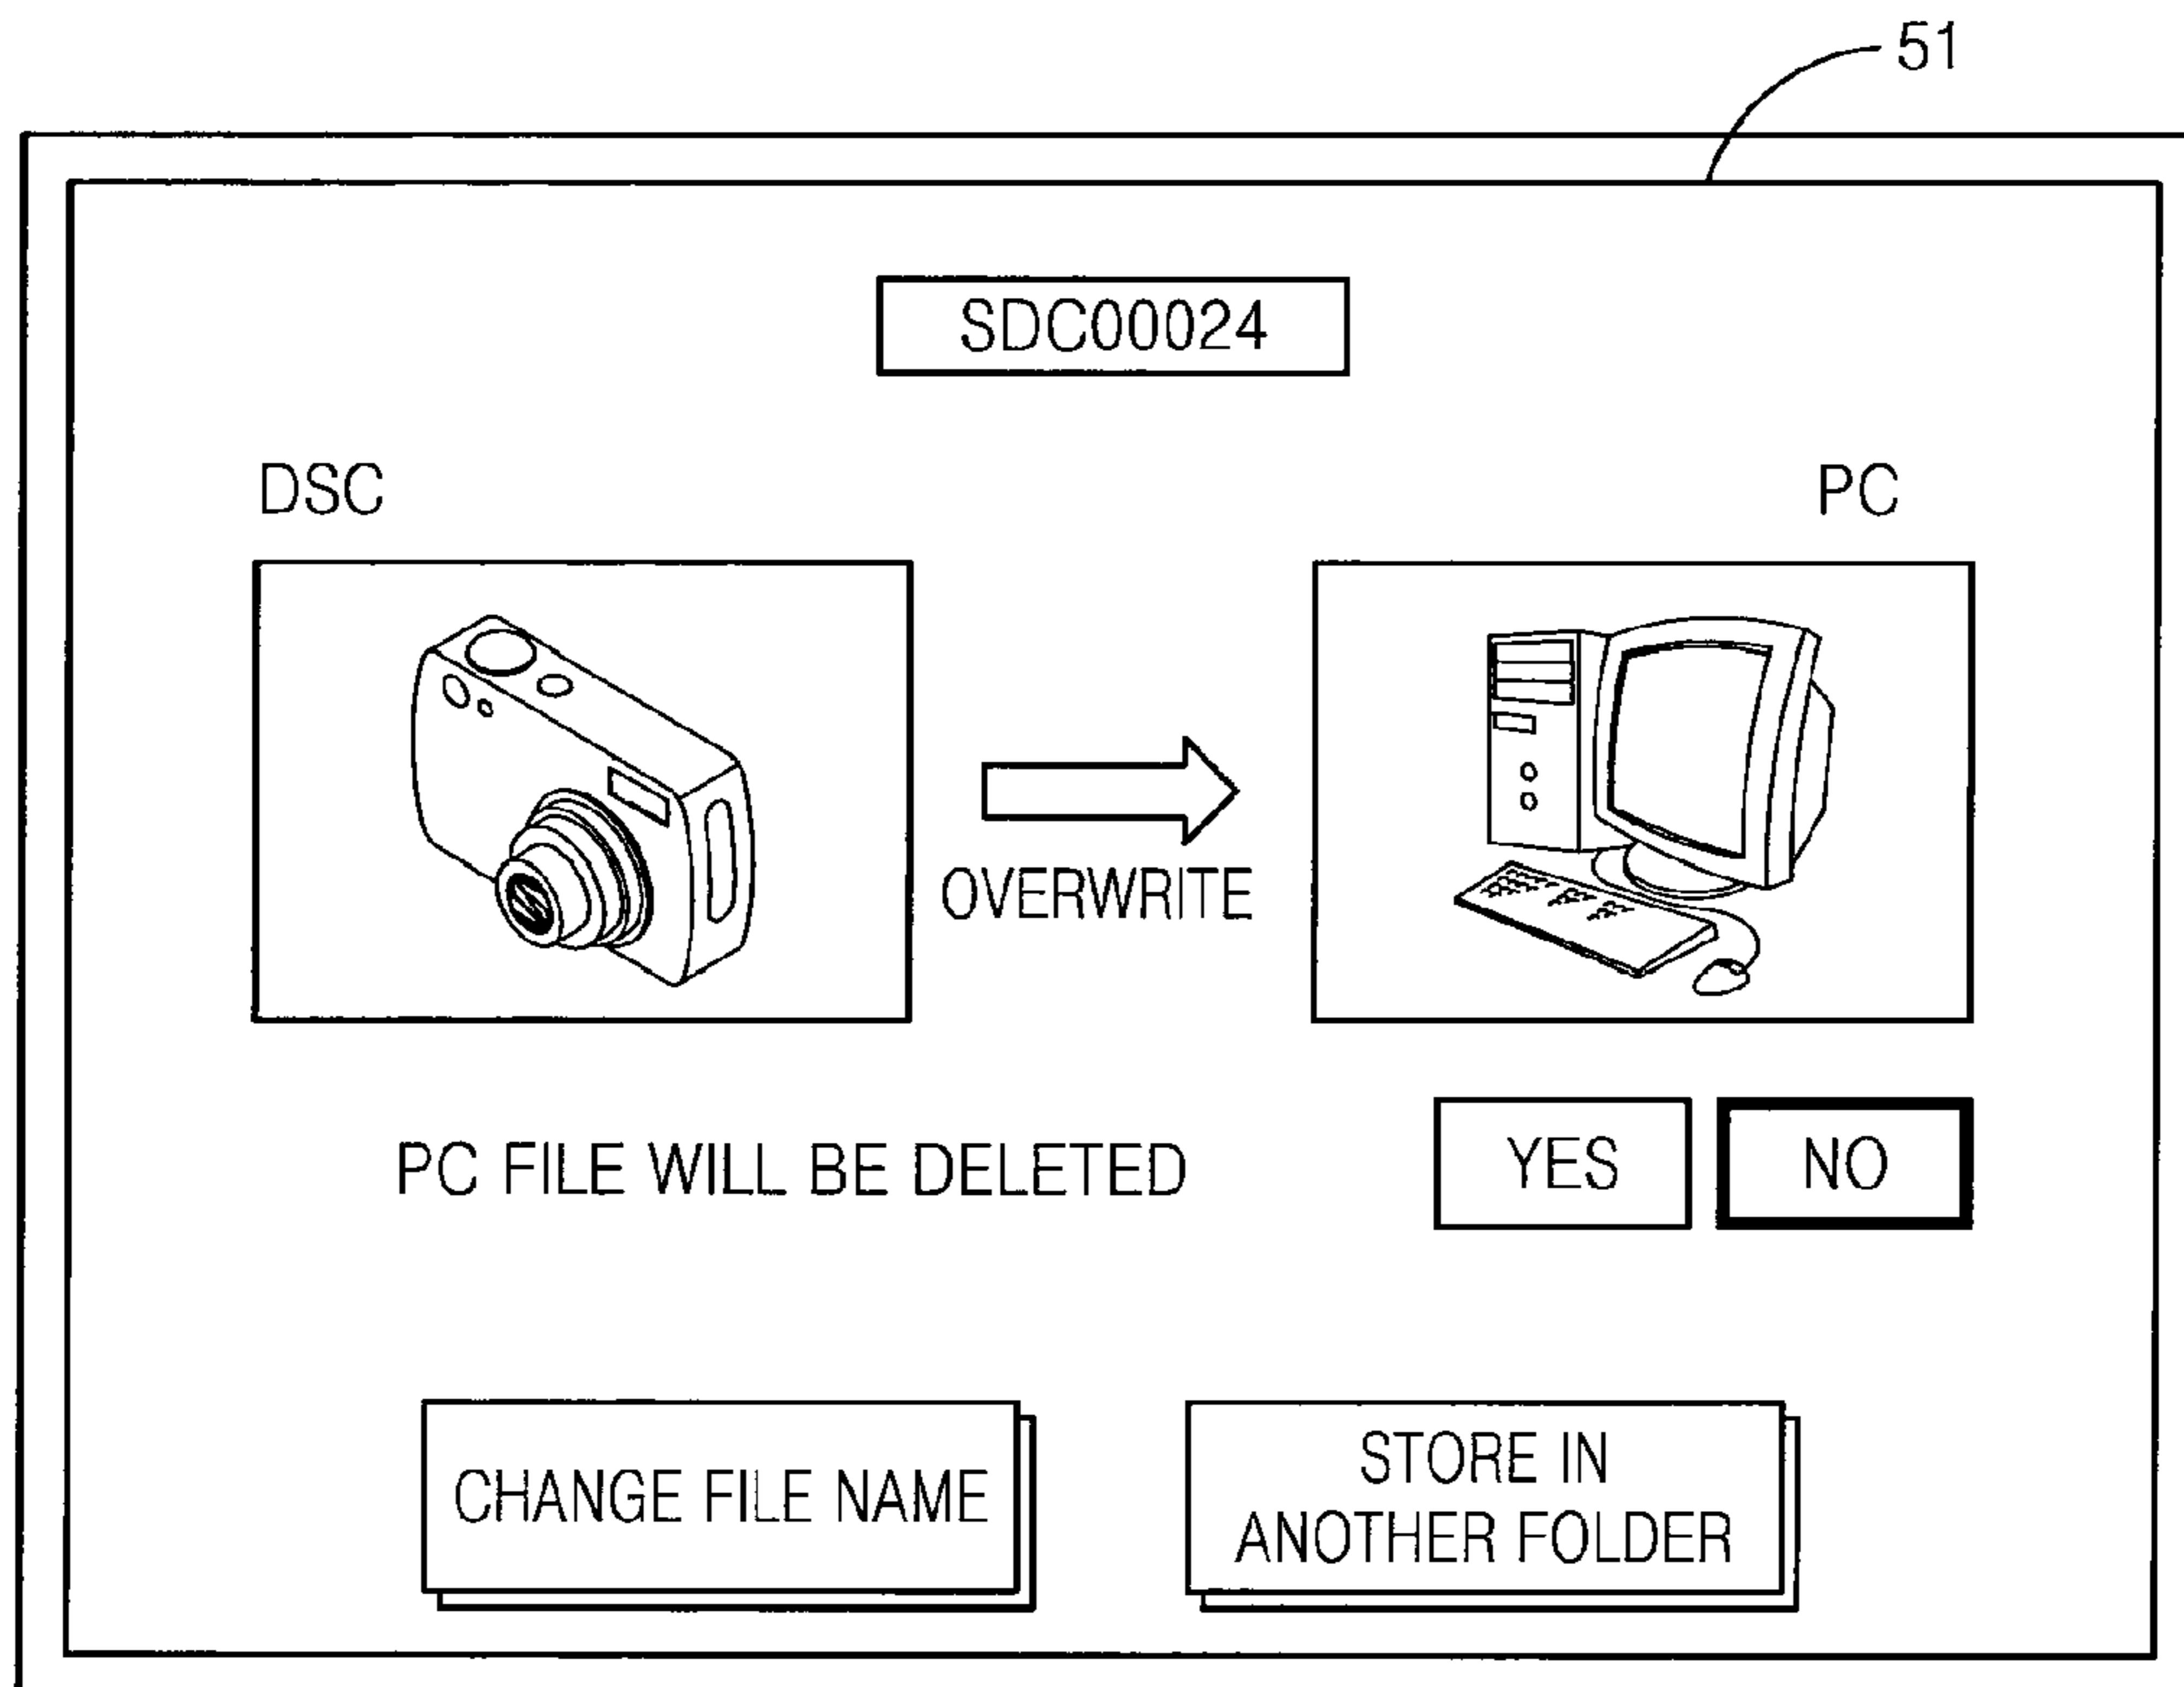 51
SDC00024
DSC
PC
OVERWRITE
PC FILE WILL BE DELETED
YES
NO
CHANGE FILE NAME
STORE IN
ANOTHER FOLDER